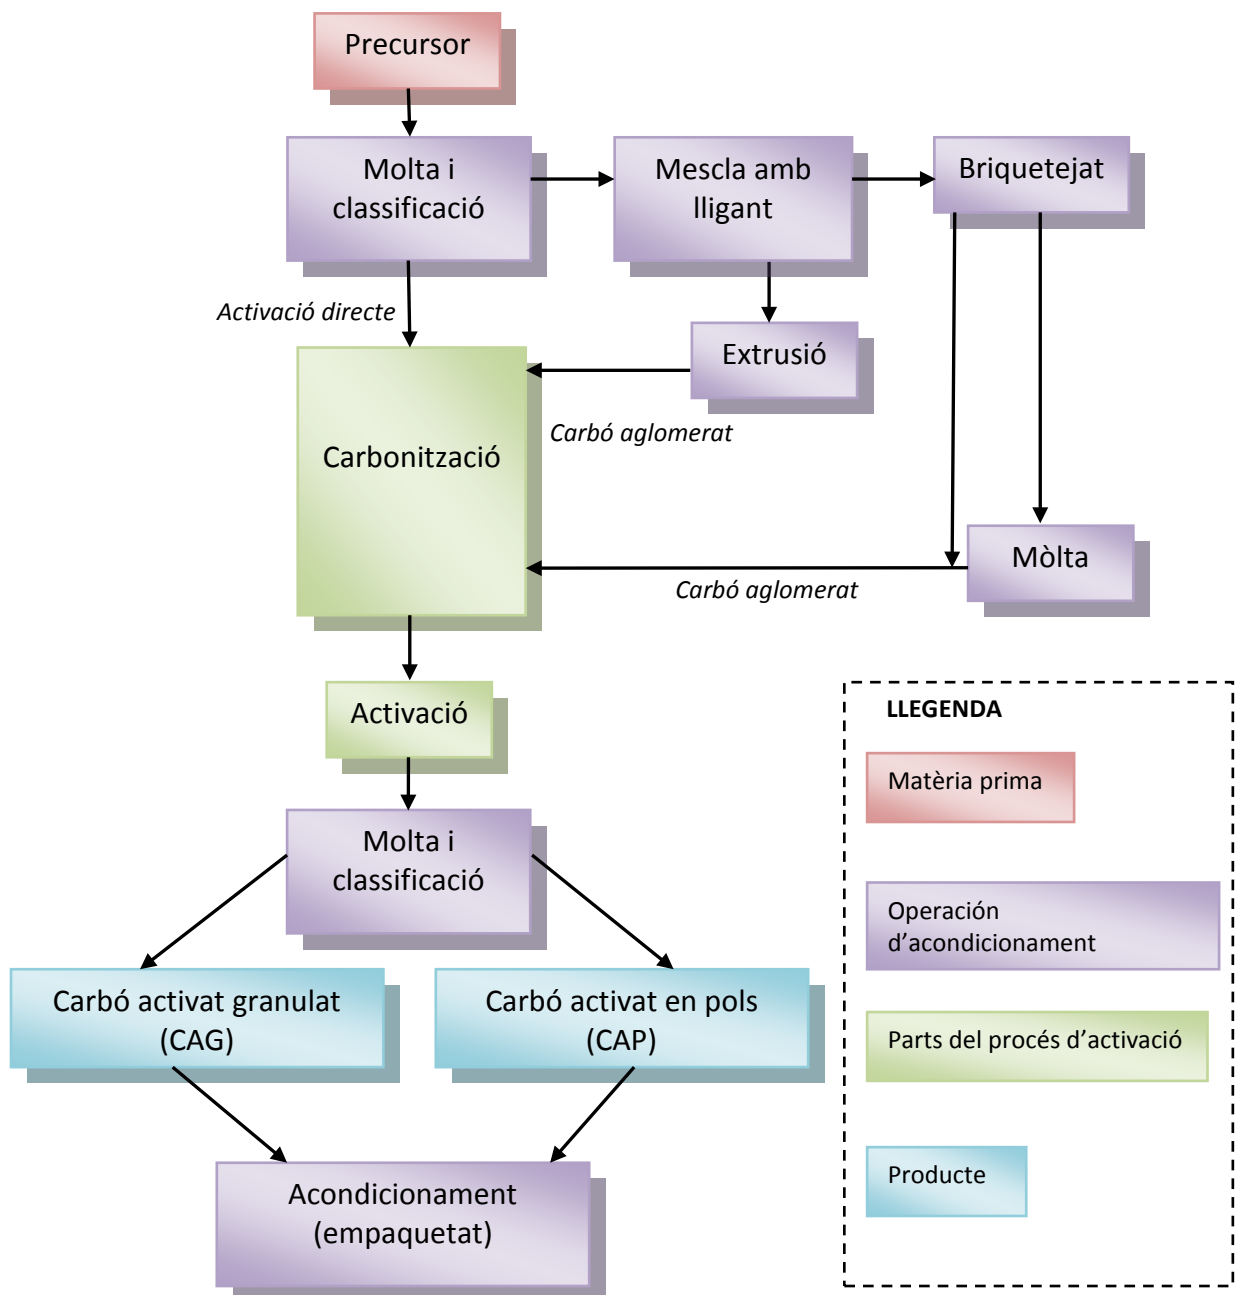 Precursor
Molta i
classificació
Mescla amb
lligant
Briquetejat
Activació directe
Extrusió
Carbó aglomerat
Carbonització
Mòlta
Carbó aglomerat
Activació
Molta i
classificació
Carbó activat granulat
(CAG)
Carbó activat en pols
(CAP)
Acondicionament
(empaquetat)
LLEGENDA
Matèria prima
Operación
d’acondicionament
Parts del procés d’activació
Producte